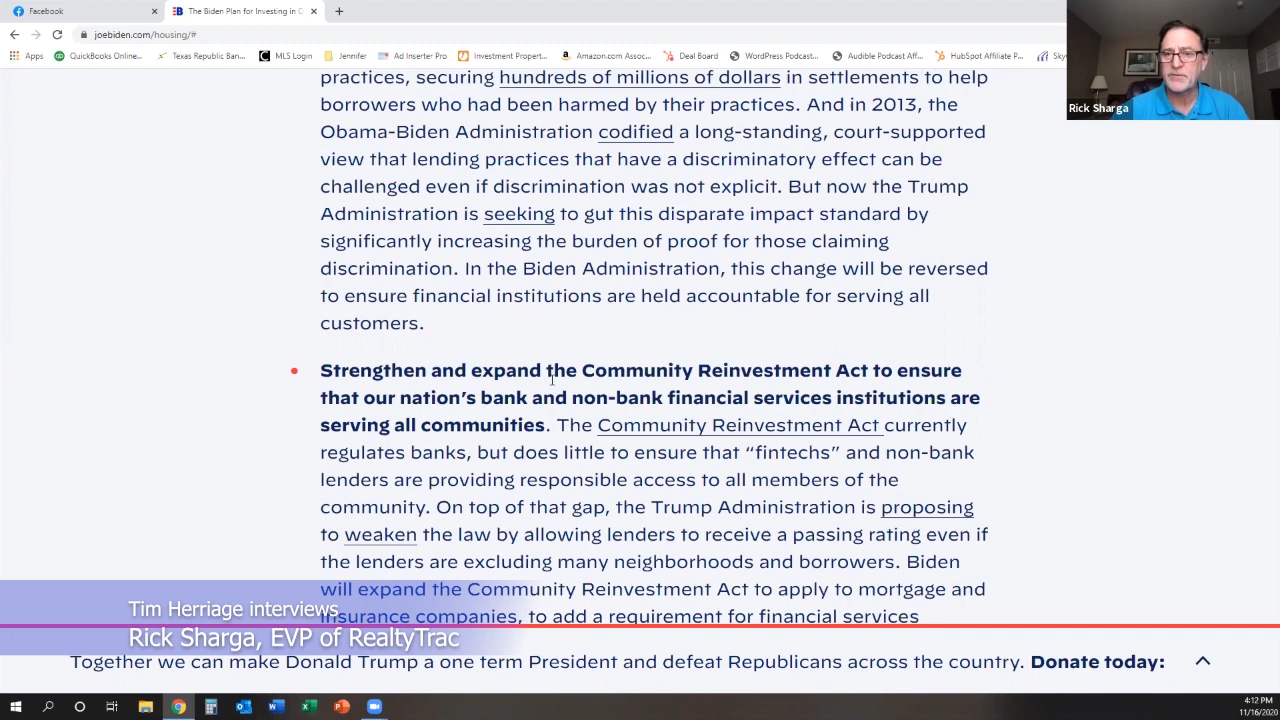 Facebook
The Biden Plan for Investing in O
joebiden.com/housing/#
Apps
QuickBooks Online...
Texas Republic Ban...
MLS Login
Jennifer
Ad Inserter Pro
Investment Propert...
Amazon.com Assoc...
Deal Board
WordPress Podcast...
Audible Podcast Aff...
HubSpot Affiliate P...
Sky
Rick Sharga
practices, securing hundreds of millions of dollars in settlements to help
borrowers who had been harmed by their practices. And in 2013, the
Obama-Biden Administration codified a long-standing, court-supported
view that lending practices that have a discriminatory effect can be
challenged even if discrimination was not explicit. But now the Trump
Administration is seeking to gut this disparate impact standard by
significantly increasing the burden of proof for those claiming
discrimination. In the Biden Administration, this change will be reversed
to ensure financial institutions are held accountable for serving all
customers.
Strengthen and expand the Community Reinvestment Act to ensure
that our nation's bank and non-bank financial services institutions are
serving all communities. The Community Reinvestment Act currently
regulates banks, but does little to ensure that “fintechs” and non-bank
lenders are providing responsible access to all members of the
community. On top of that gap, the Trump Administration is proposing
to weaken the law by allowing lenders to receive a passing rating even if
the lenders are excluding many neighborhoods and borrowers. Biden
will expand the Community Reinvestment Act to apply to mortgage and
insurance companies, to add a requirement for financial services
Tim Herriage interviews
Rick Sharga, EVP of RealtyTrac
Together we can make Donald Trump a one term President and defeat Republicans across the country. Donate today:
4:12 PM
11/16/2020